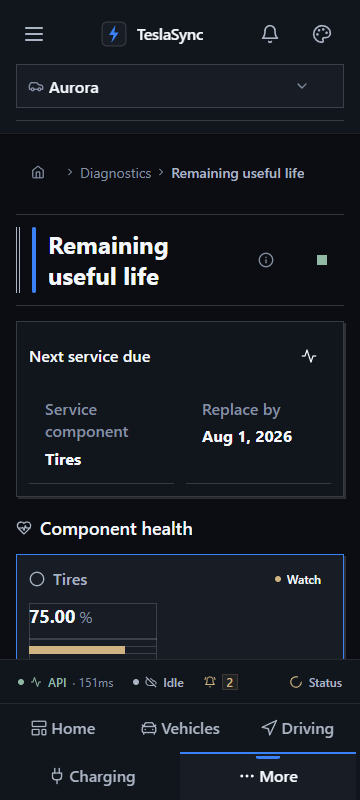 TeslaSync
Aurora
Diagnostics
Remaining useful life
Remaining
useful life
Next service due
Service
component
Tires
Replace by
Aug 1, 2026
Component health
Tires
Watch
75.00 %
API · 151ms
Idle
2
Status
Home
Vehicles
Driving
Charging
More